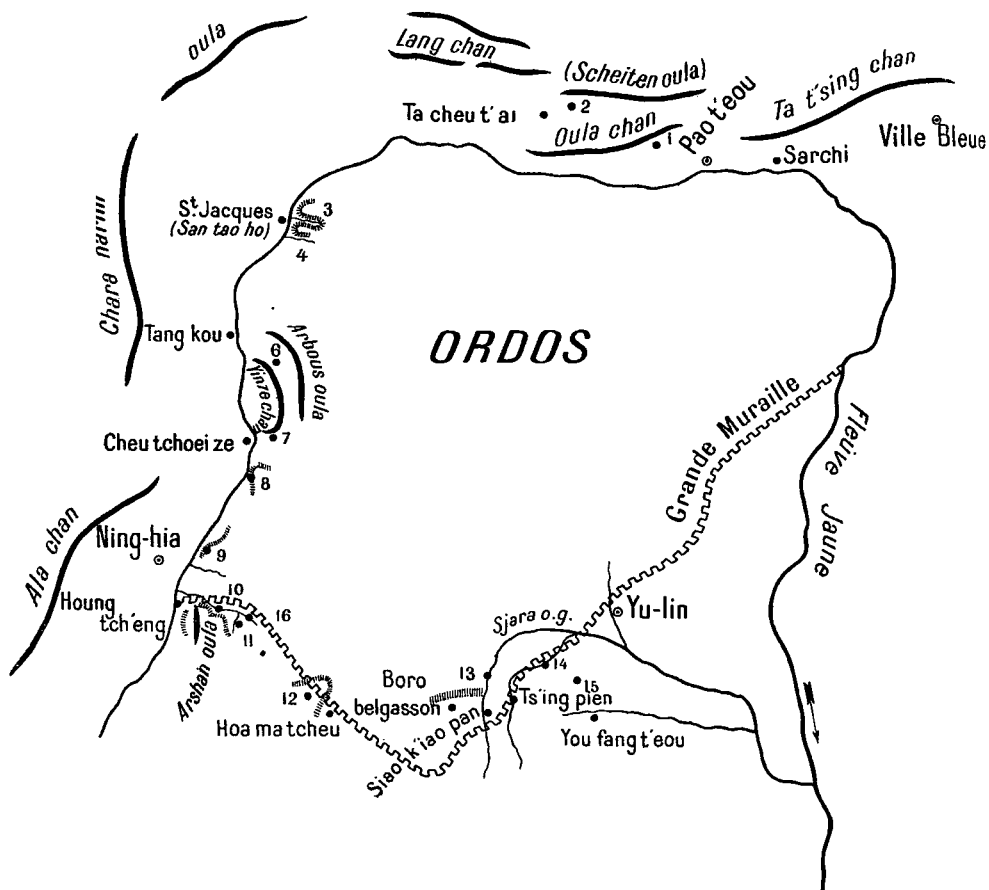 oula
Lang chan
(Scheiten oula)
Ta t'sing chan
Ta cheu t'ai
2
Oula chan
1
Pao t'eou
Sarchi
Ville Bleue
St. Jacques
(San tao ho)
3
4
Chara narin
Tang kou
6
Arbous oula
Yinze chan
ORDOS
Cheu tchoei ze
7
8
Grande Muraille
Fleuve Jaune
Ala chan
Ning-hia
9
Houng
tch'eng
10
16
11
Arshan oula
Sjara o.g.
Yu-lin
12
Hoa ma tcheu
Boro
belgasson
13
14
15
Siao k'iao pan
Ts'ing pien
You fang t'eou